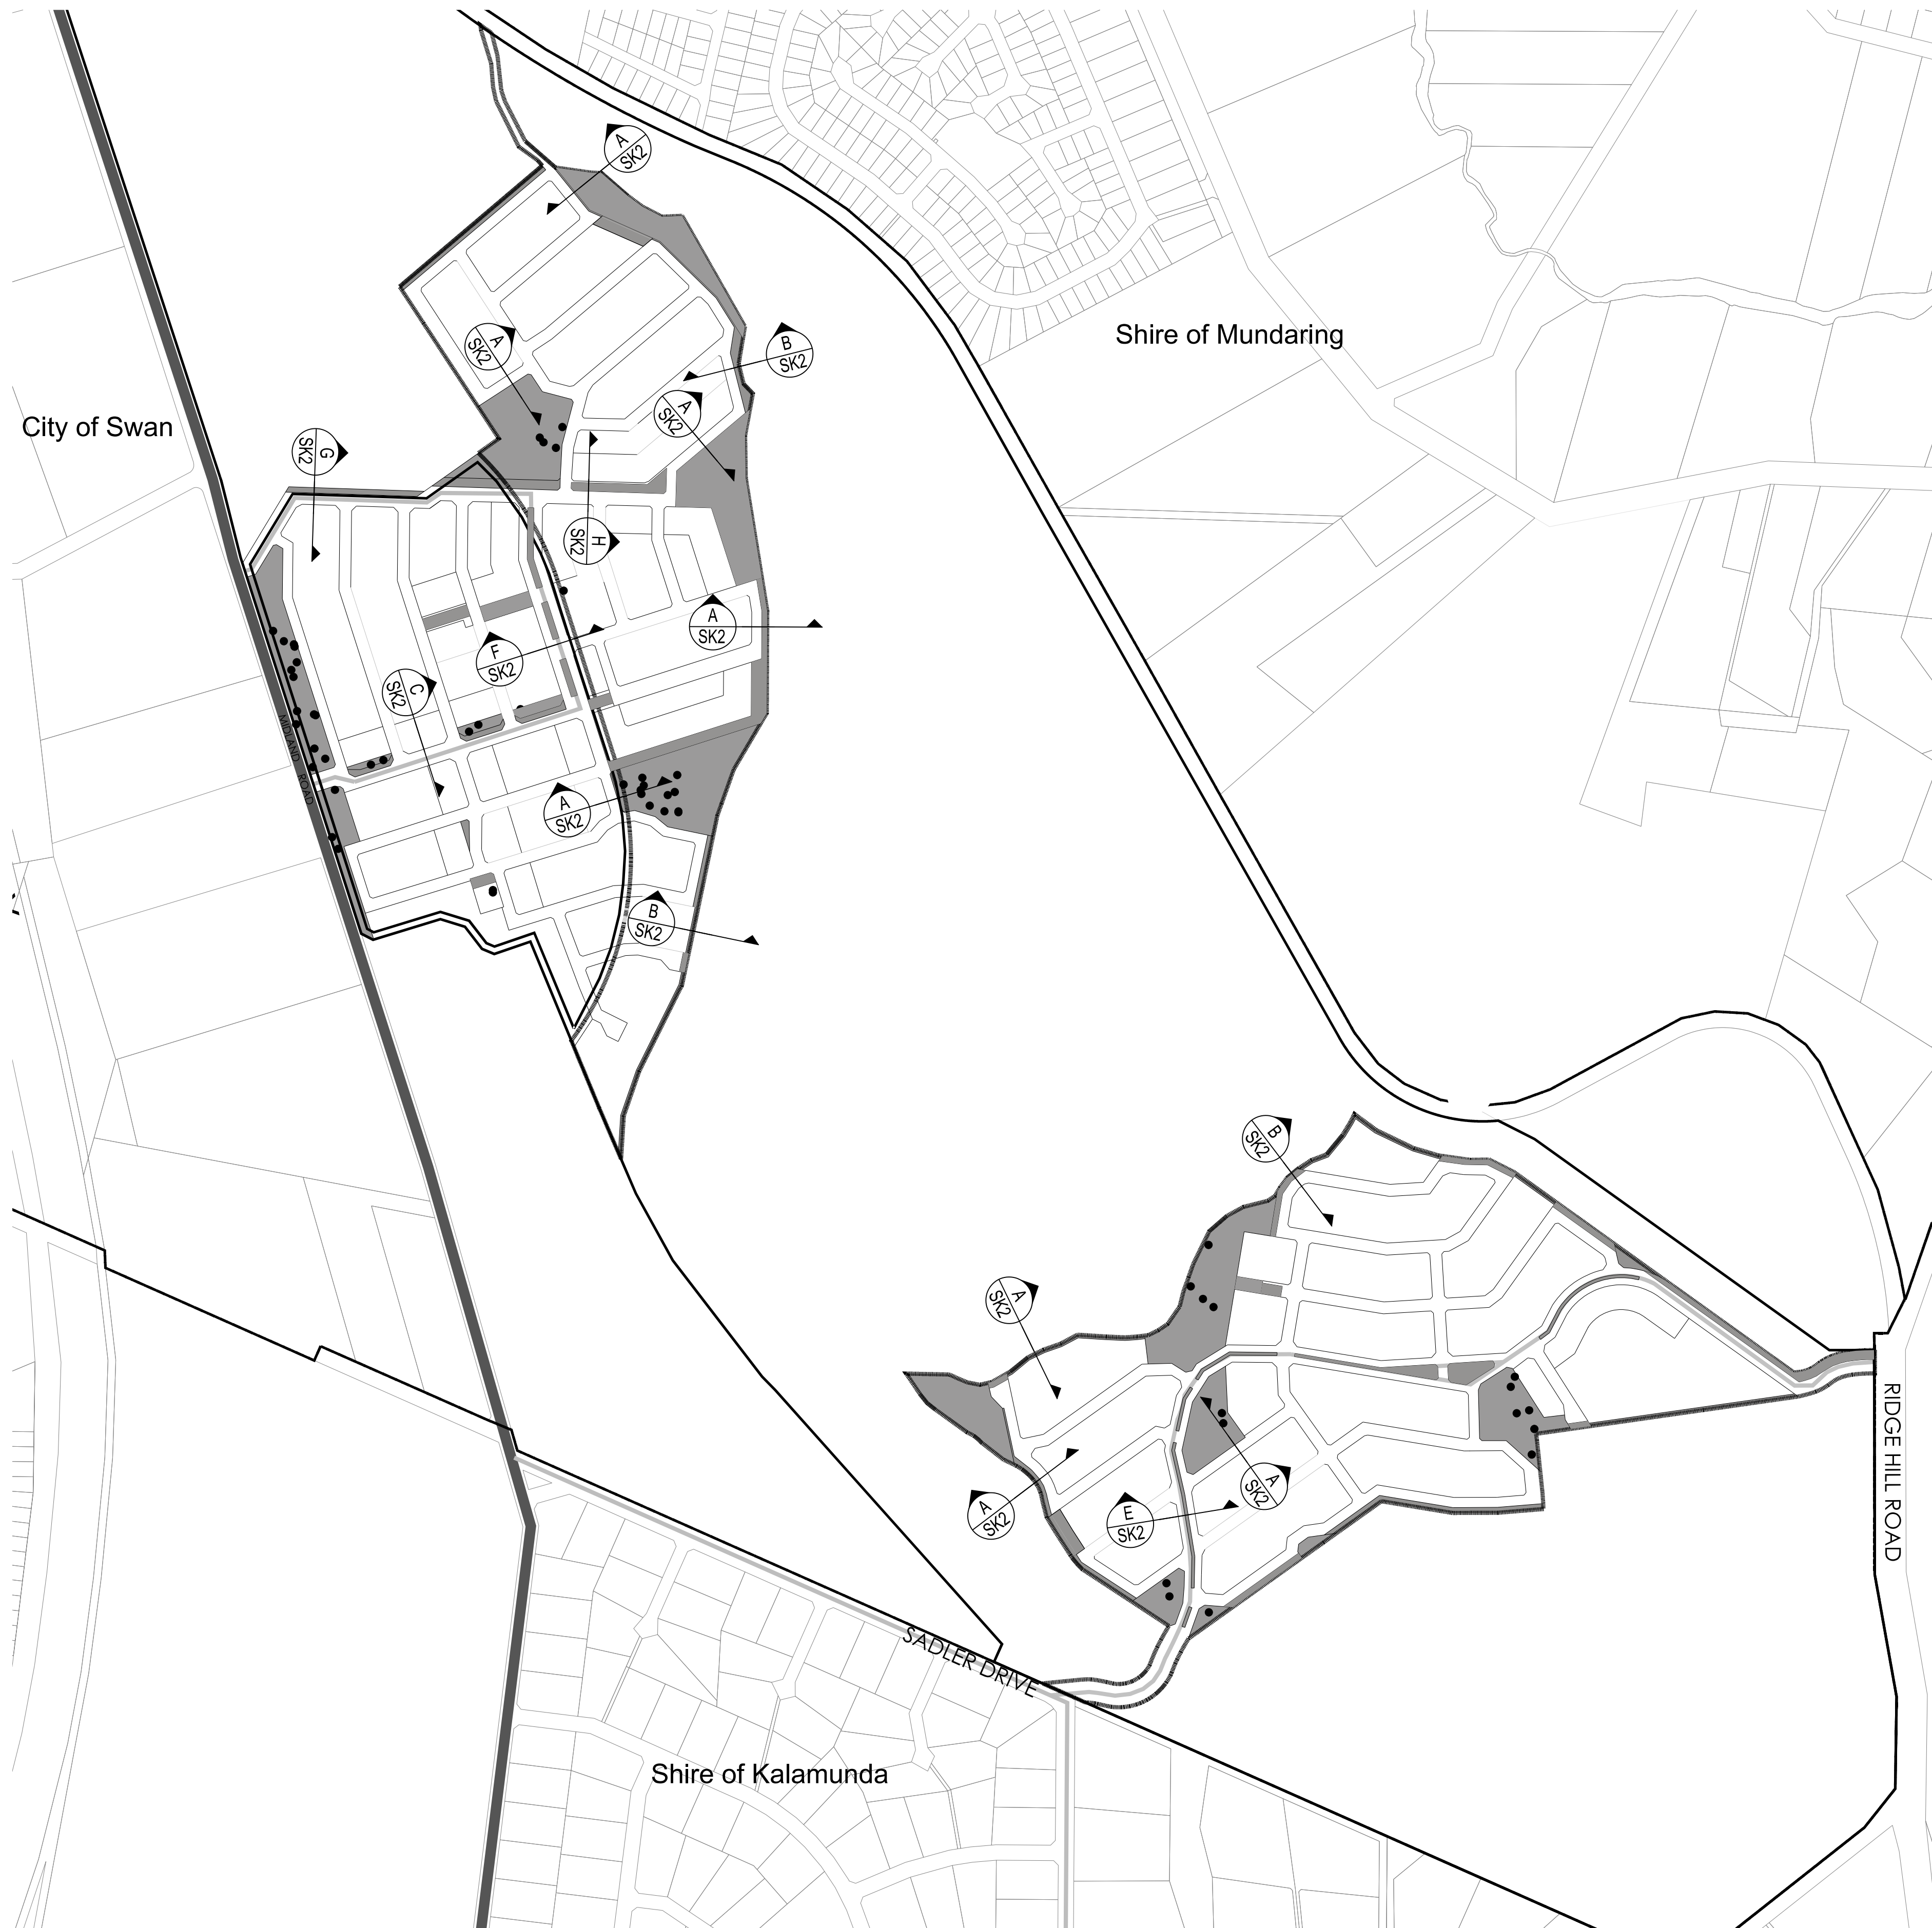 A
SK2
Shire of Mundaring
A
SK2
B
SK2
A
SK2
City of Swan
G
SK2
H
SK2
A
SK2
F
SK2
C
SK2
MIDLAND ROAD
A
SK2
B
SK2
B
SK2
A
SK2
RIDGE HILL ROAD
A
SK2
A
SK2
E
SK2
SADLER DRIVE
Shire of Kalamunda